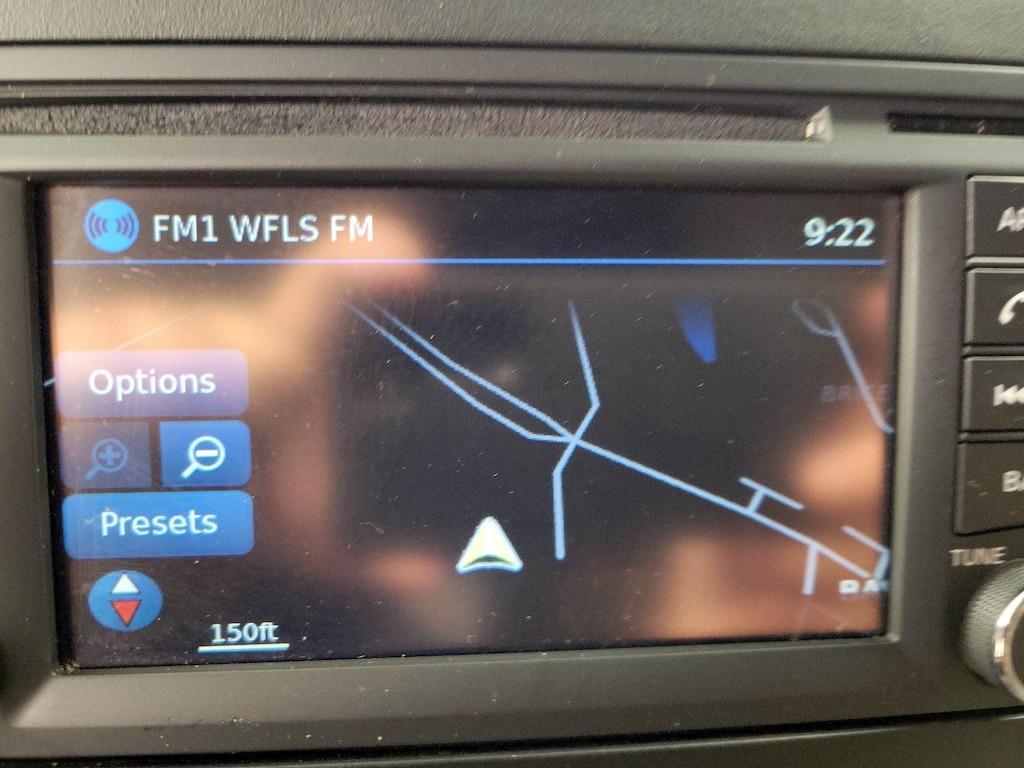 FM1 WFLS FM
9:22
Options
Presets
150ft
TUNE